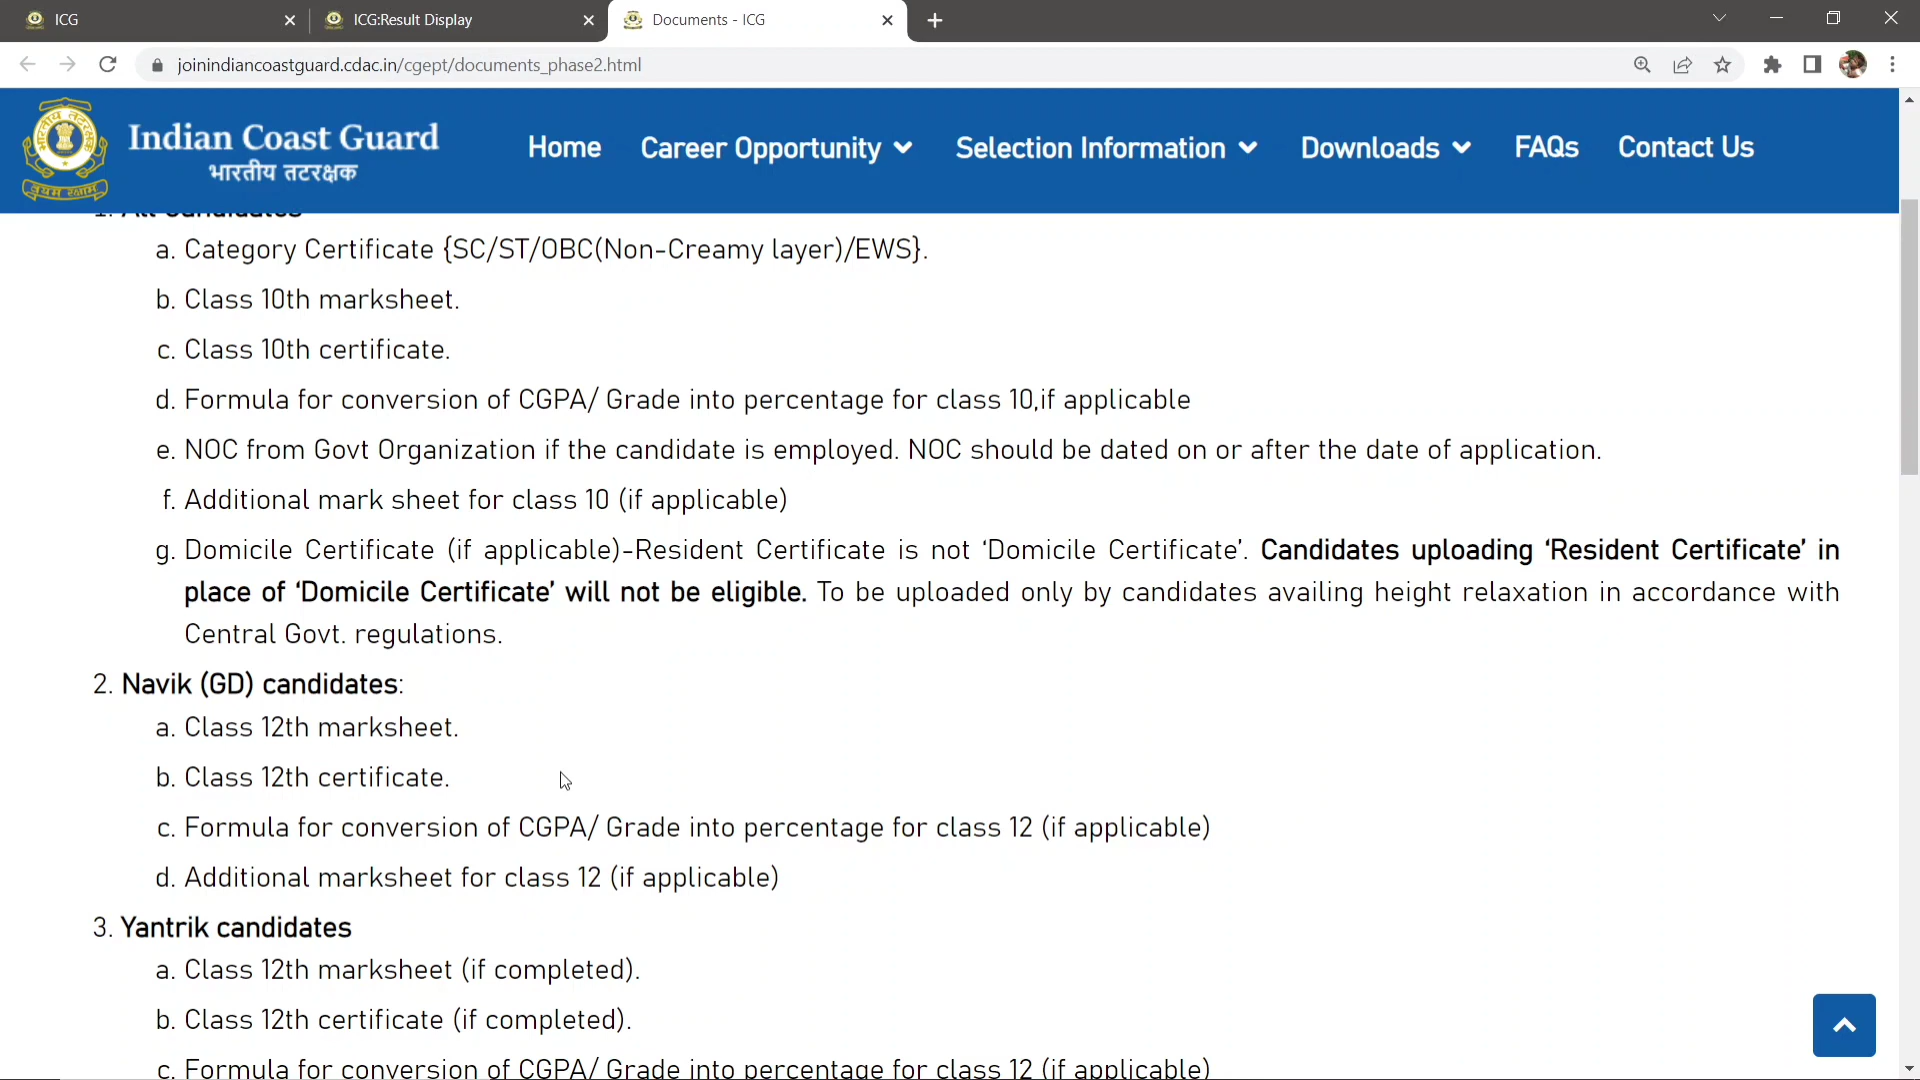 ICG
ICG:Result Display
Documents - ICG
joinindiancoastguard.cdac.in/cgept/documents_phase2.html
Indian Coast Guard
भारतीय तटरक्षक
Home
Career Opportunity
Selection Information
Downloads
FAQs
Contact Us
1. All Candidates
a. Category Certificate {SC/ST/OBC(Non-Creamy layer)/EWS}.
b. Class 10th marksheet.
c. Class 10th certificate.
d. Formula for conversion of CGPA/ Grade into percentage for class 10,if applicable
e. NOC from Govt Organization if the candidate is employed. NOC should be dated on or after the date of application.
f. Additional mark sheet for class 10 (if applicable)
g. Domicile Certificate (if applicable)-Resident Certificate is not ‘Domicile Certificate’. Candidates uploading ‘Resident Certificate’ in
place of ‘Domicile Certificate’ will not be eligible. To be uploaded only by candidates availing height relaxation in accordance with
Central Govt. regulations.
2. Navik (GD) candidates:
a. Class 12th marksheet.
b. Class 12th certificate.
c. Formula for conversion of CGPA/ Grade into percentage for class 12 (if applicable)
d. Additional marksheet for class 12 (if applicable)
3. Yantrik candidates
a. Class 12th marksheet (if completed).
b. Class 12th certificate (if completed).
c. Formula for conversion of CGPA/ Grade into percentage for class 12 (if applicable)